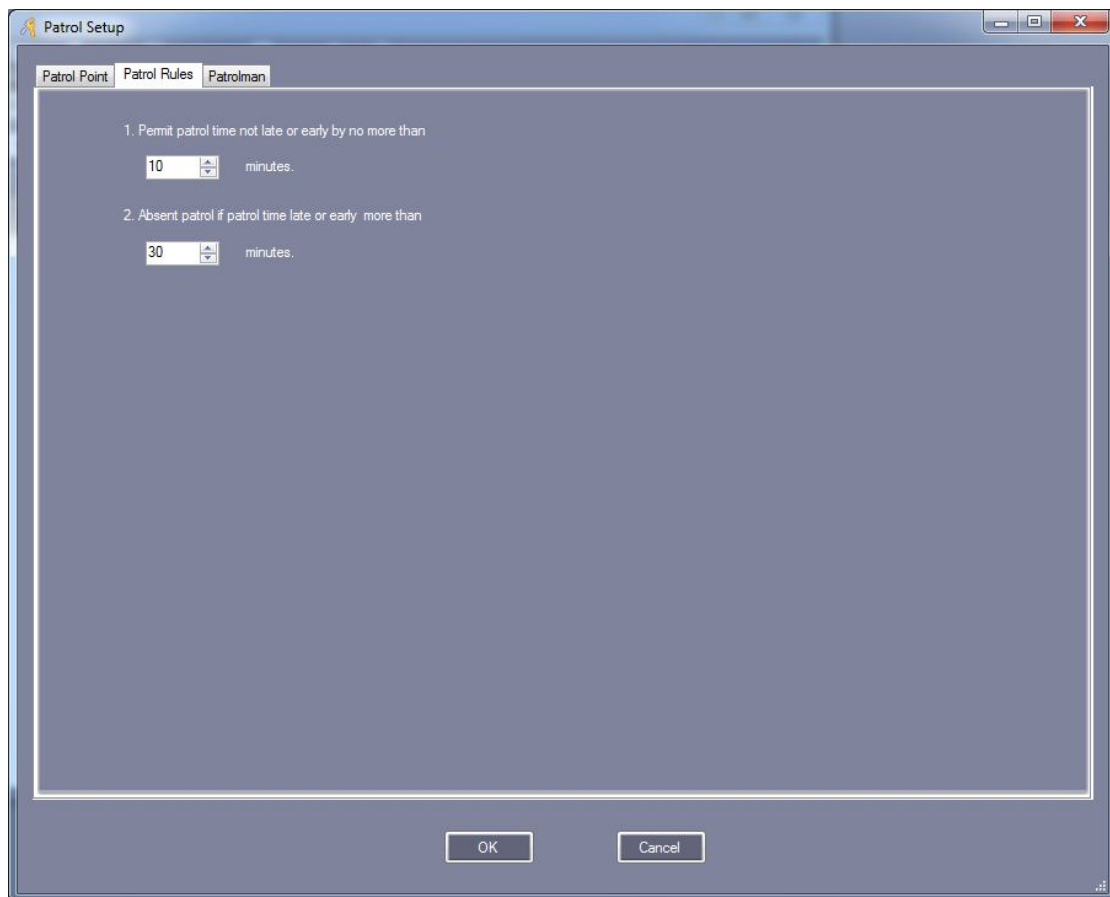 Patrol Setup
Patrol Point Patrol Rules Patrolman
1. Permit patrol time not late or early by no more than
10 minutes.
2. Absent patrol if patrol time late or early  more than
30 minutes.
OK Cancel